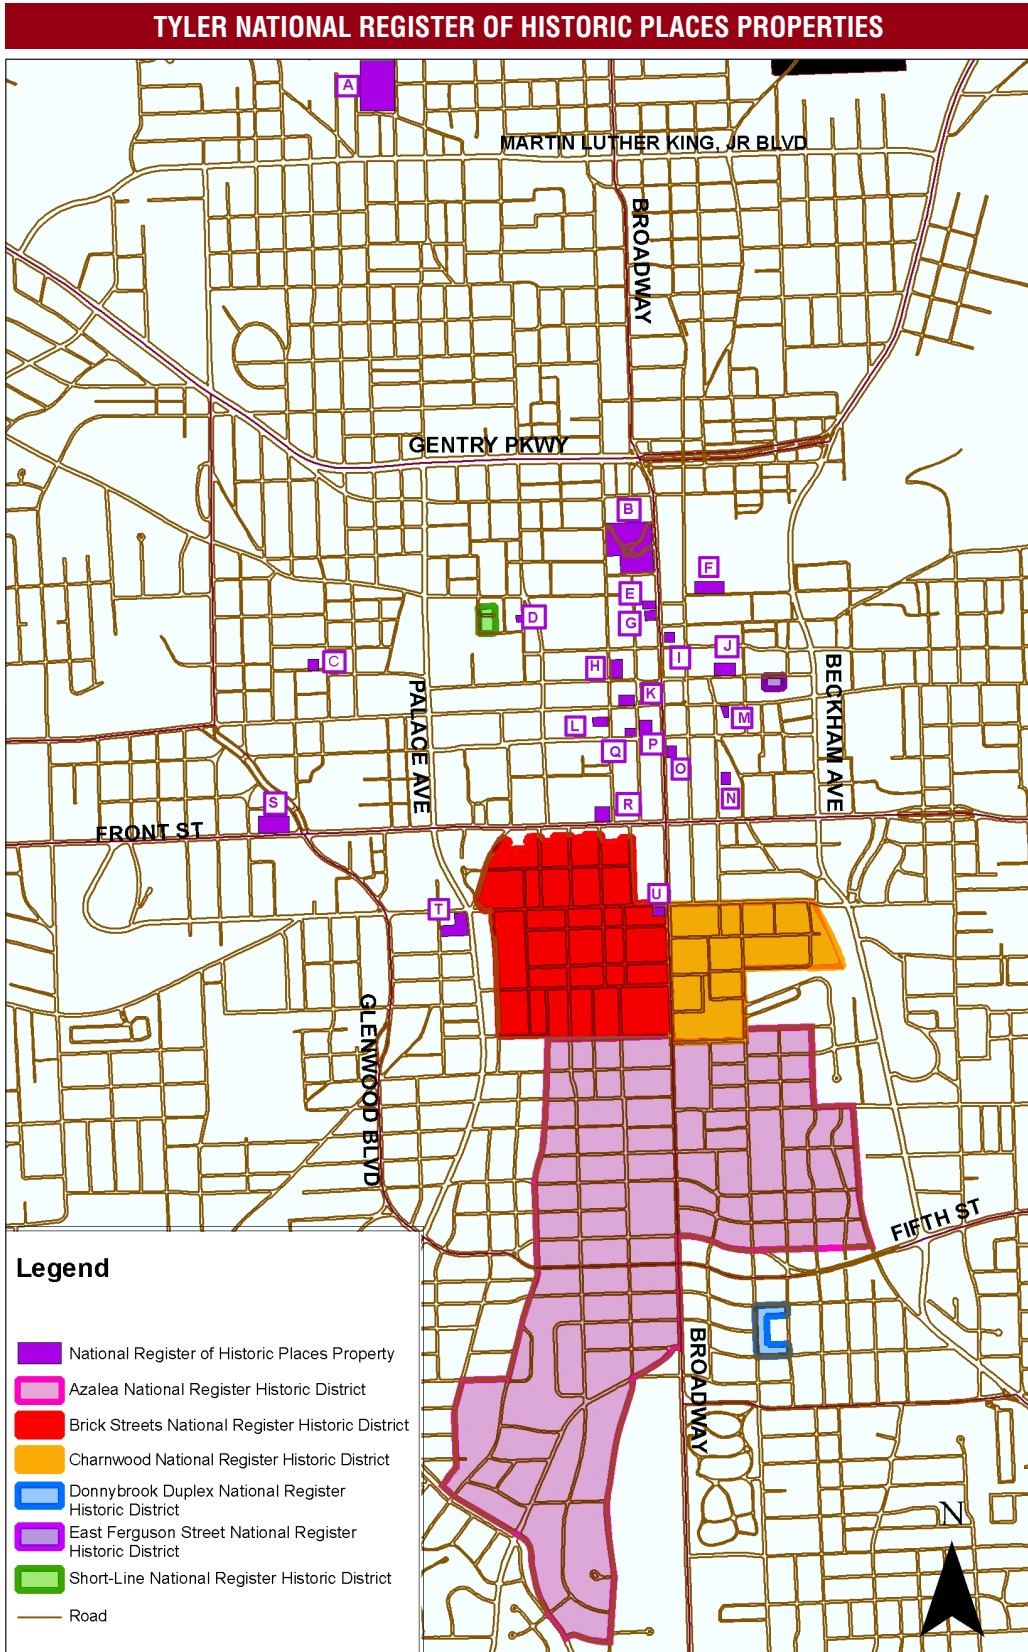 TYLER NATIONAL REGISTER OF HISTORIC PLACES PROPERTIES
A
MARTIN LUTHER KING, JR BLVD
BROADWAY
GENTRY PKWY
B
F
E
D
G
J
I
C
H
BECKHAM AVE
PALACE AVE
K
M
L
P
Q
O
N
S
R
FRONT ST
U
T
GLENWOOD BLVD
FIFTH ST
BROADWAY
N
Legend
National Register of Historic Places Property
Azalea National Register Historic District
Brick Streets National Register Historic District
Charnwood National Register Historic District
Donnybrook Duplex National Register
Historic District
East Ferguson Street National Register
Historic District
Short-Line National Register Historic District
Road